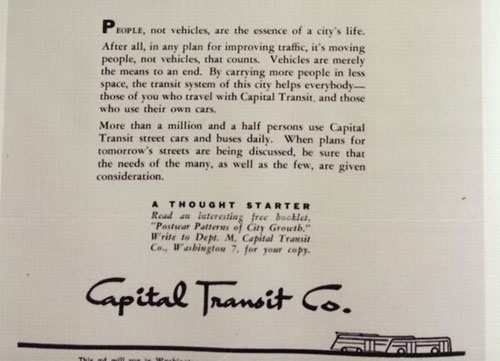 PEOPLE, not vehicles, are the essence of a city's life.
After all, in any plan for improving traffic, it's moving
people, not vehicles, that counts. Vehicles are merely
the means to an end. By carrying more people in less
space, the transit system of this city helps everybody—
those of you who travel with Capital Transit, and those
who use their own cars.
More than a million and a half persons use Capital
Transit street cars and buses daily. When plans for
tomorrow's streets are being discussed, be sure that
the needs of the many, as well as the few, are given
consideration.
A THOUGHT STARTER
Read an interesting free booklet,
"Postwar Patterns of City Growth."
Write to Dept. M, Capital Transit
Co., Washington 7, for your copy.
Capital Transit Co.
This ad will run in